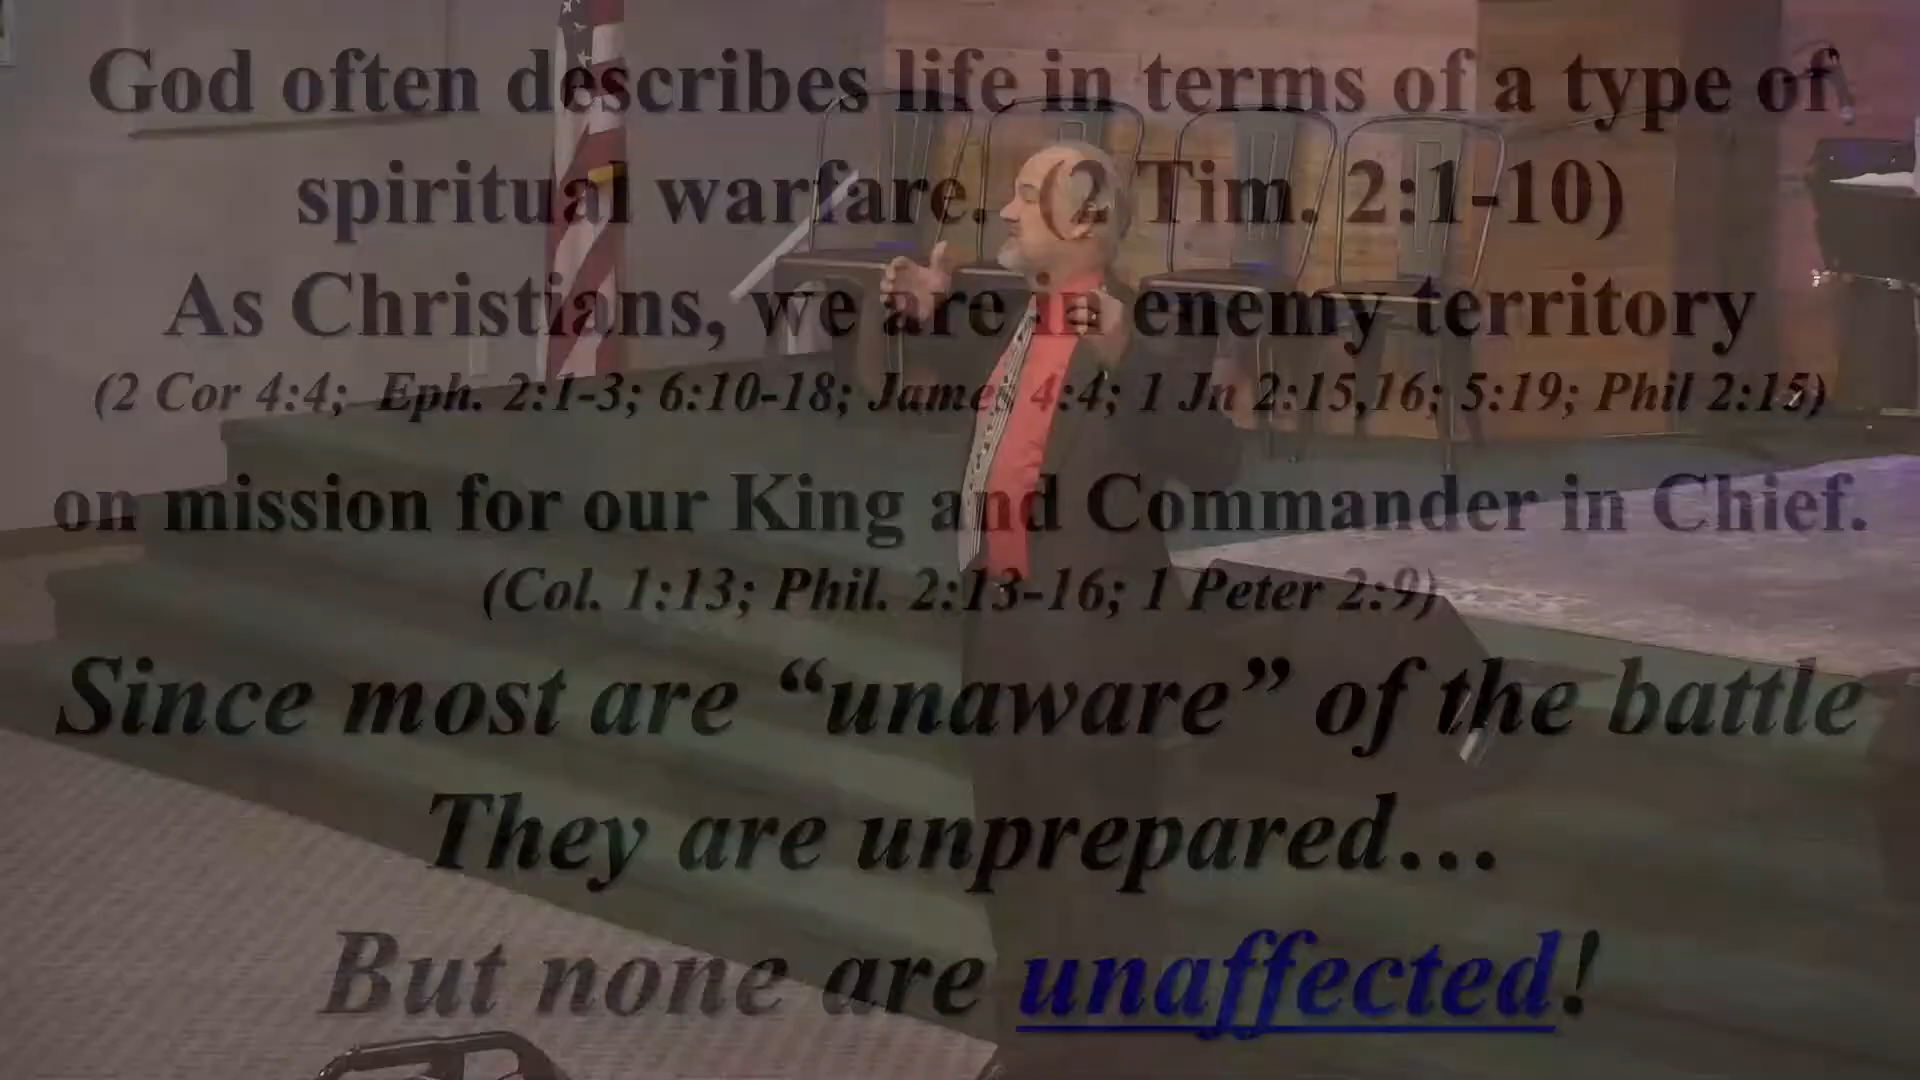 God often describes life in terms of a type of
spiritual warfare. (2 Tim. 2:1-10)
As Christians, we are in enemy territory
(2 Cor 4:4; Eph. 2:1-3; 6:10-18; James 4:4; 1 Jn 2:15,16; 5:19; Phil 2:15)
on mission for our King and Commander in Chief.
(Col. 1:13; Phil. 2:13-16; 1 Peter 2:9)
Since most are “unaware” of the battle
They are unprepared…
But none are unaffected!